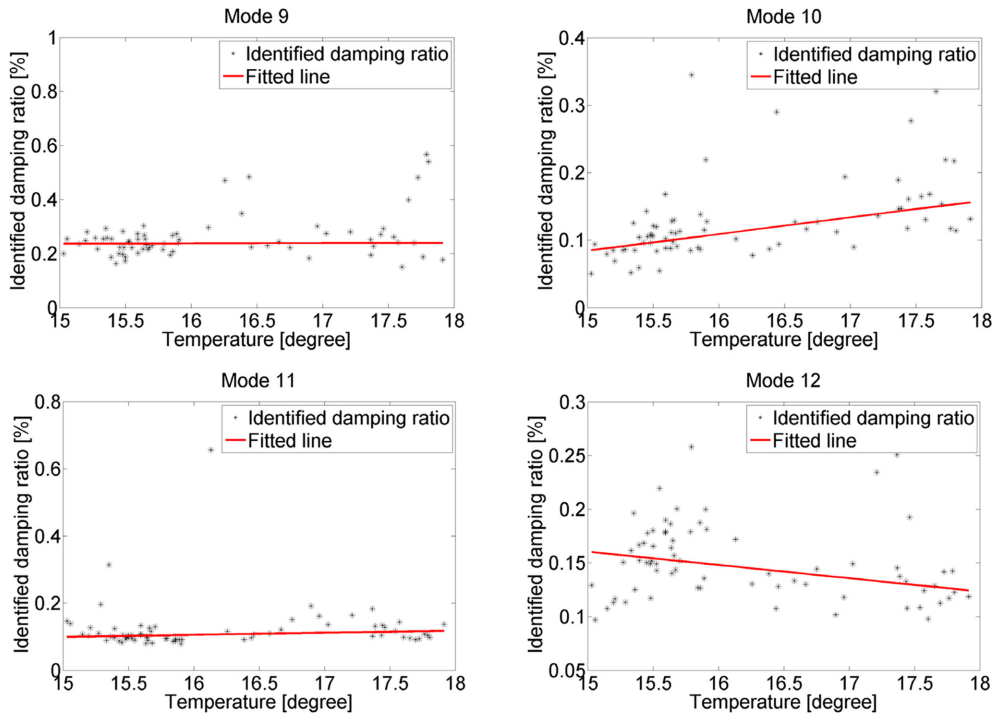 Mode 9
Identified damping ratio [%]
1
0.8
0.6
0.4
0.2
0
Identified damping ratio
Fitted line
15
15.5
16
16.5
17
17.5
18
Temperature [degree]
Mode 10
Identified damping ratio [%]
0.4
0.3
0.2
0.1
0
Identified damping ratio
Fitted line
15
15.5
16
16.5
17
17.5
18
Temperature [degree]
Mode 11
Identified damping ratio [%]
0.8
0.6
0.4
0.2
0
Identified damping ratio
Fitted line
15
15.5
16
16.5
17
17.5
18
Temperature [degree]
Mode 12
Identified damping ratio [%]
0.3
0.25
0.2
0.15
0.1
0.05
Identified damping ratio
Fitted line
15
15.5
16
16.5
17
17.5
18
Temperature [degree]